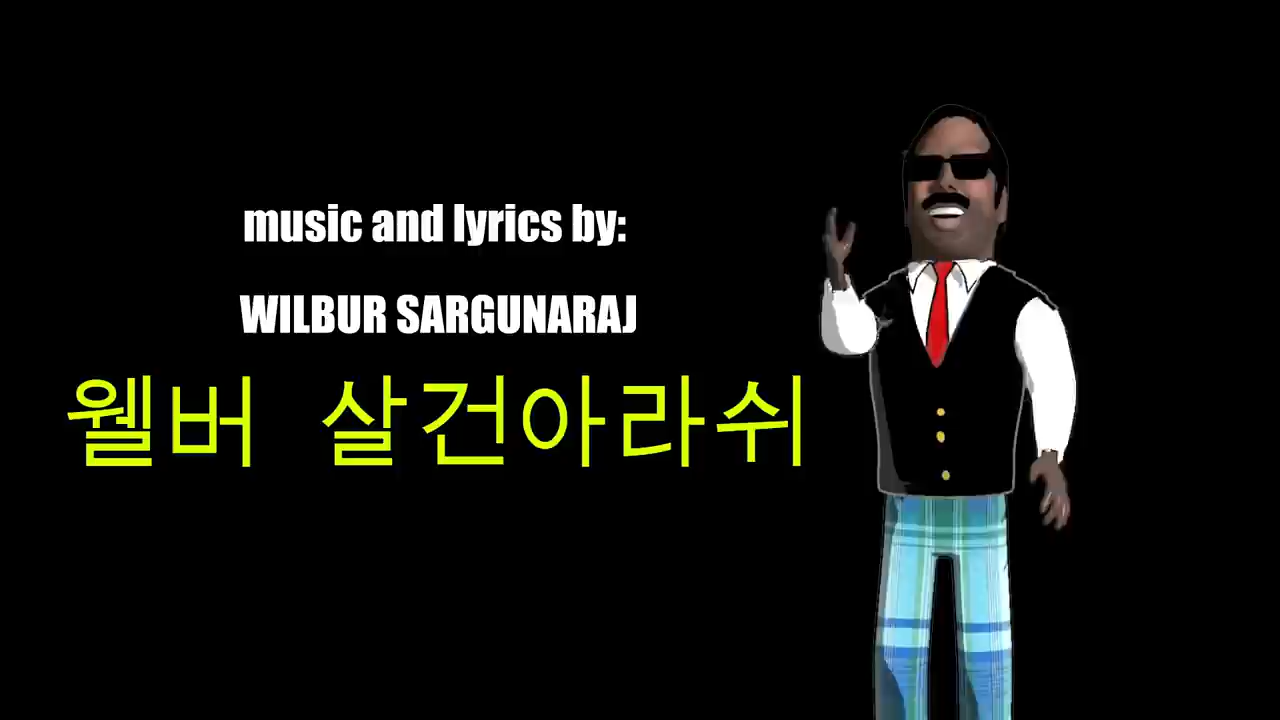 music and lyrics by:
WILBUR SARGUNARAJ
웰버 살건아라쉬